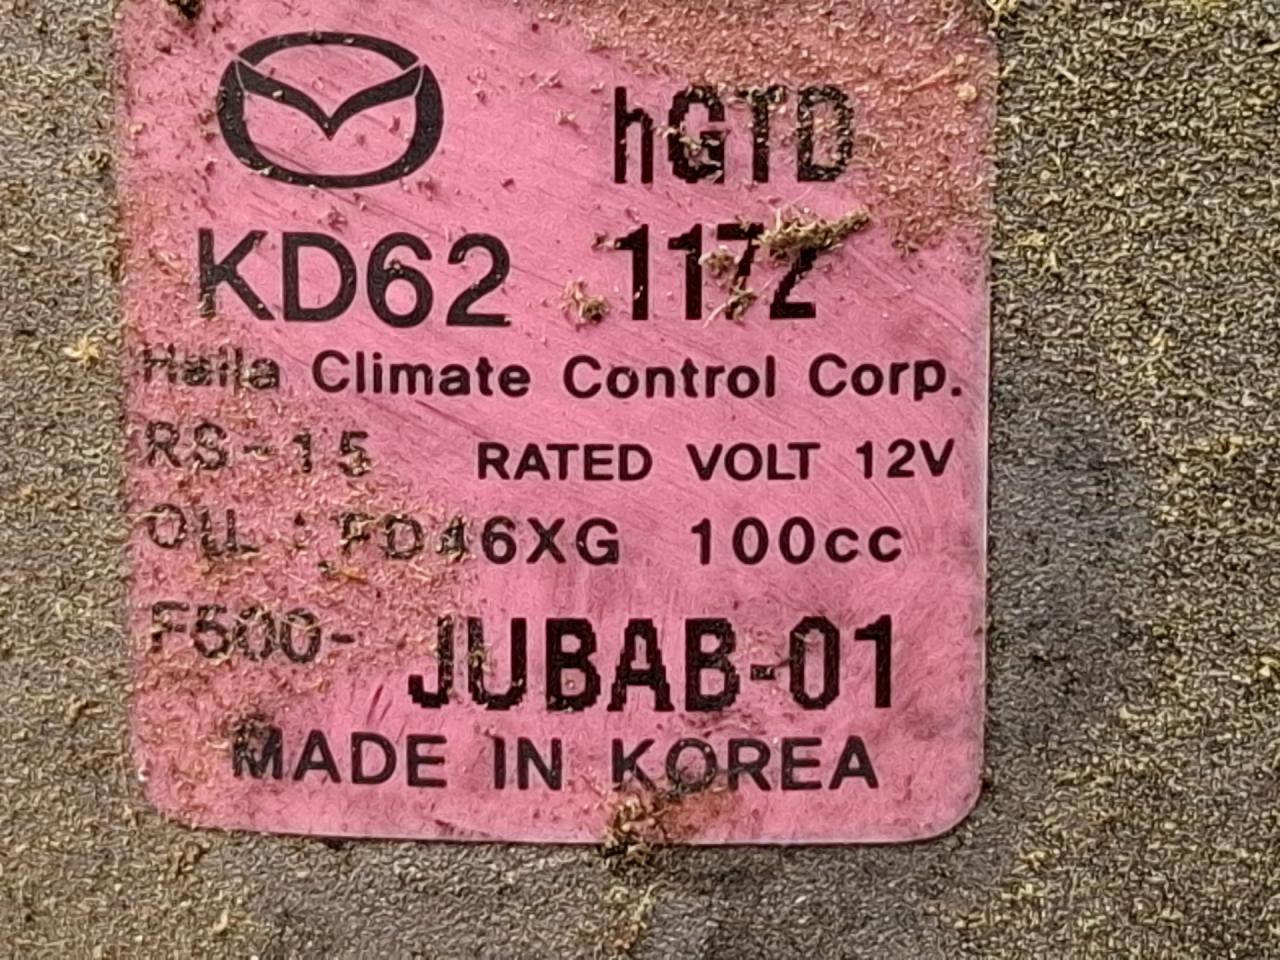 hGTD
KD62 1172
Halla Climate Control Corp.
RS-15 RATED VOLT 12V
OIL : FD46XG 100cc
F500- JUBAB-01
MADE IN KOREA